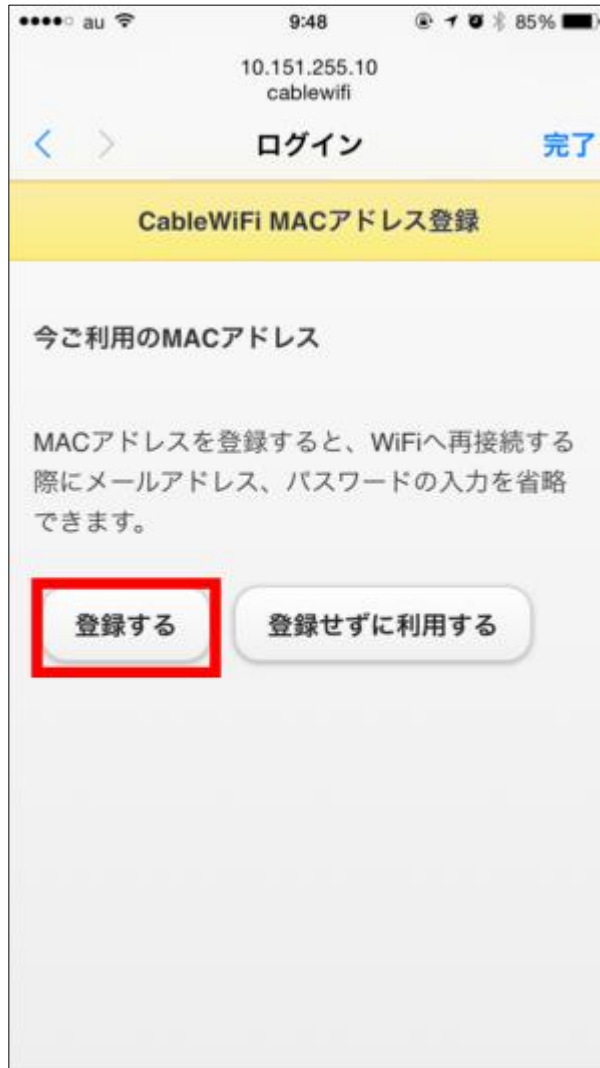 au 9:48 85%
10.151.255.10
cablewifi
ログイン 完了
CableWiFi MACアドレス登録
今ご利用のMACアドレス
MACアドレスを登録すると、WiFiへ再接続する
際にメールアドレス、パスワードの入力を省略
できます。
登録する 登録せずに利用する